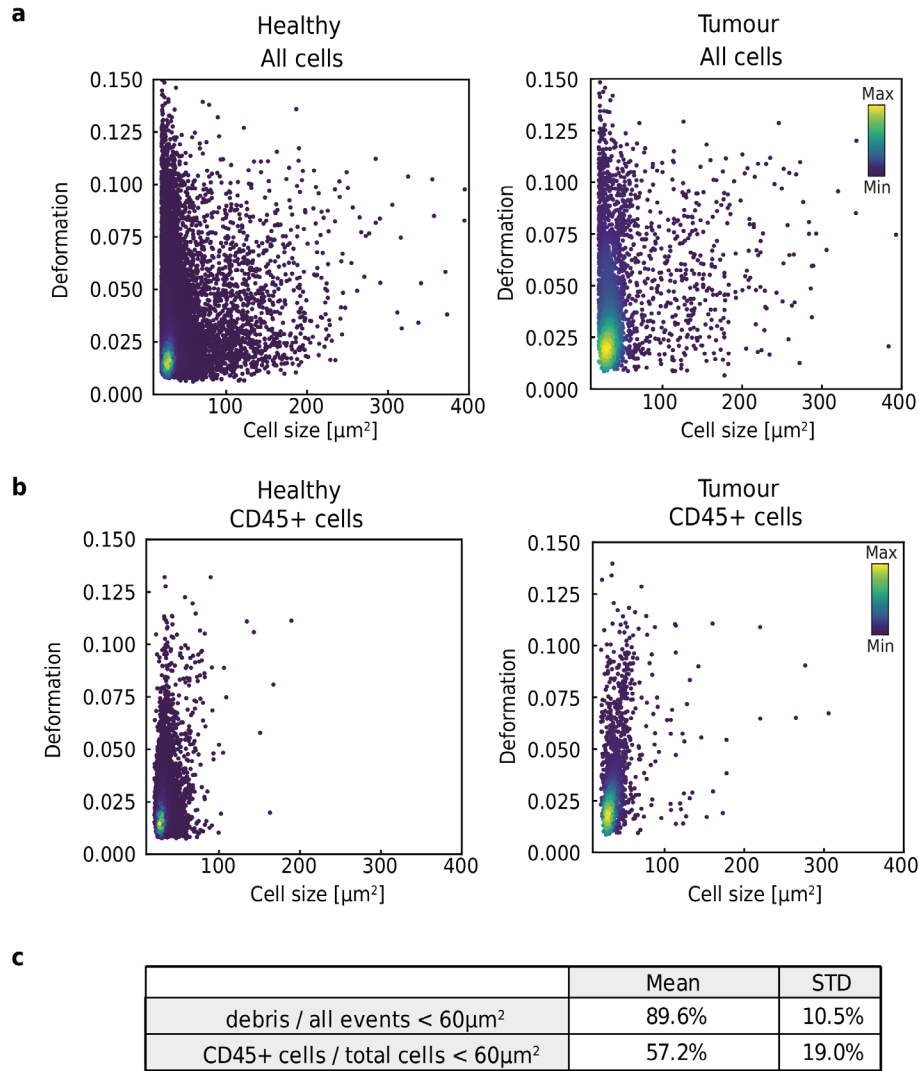 a
Healthy
All cells
Tumour
All cells
0.150
0.125
0.100
0.075
0.050
0.025
0.000
Deformation
100 200 300 400
Cell size [µm²]
0.150
0.125
0.100
0.075
0.050
0.025
0.000
Deformation
100 200 300 400
Cell size [µm²]
Max
Min
b
Healthy
CD45+ cells
Tumour
CD45+ cells
0.150
0.125
0.100
0.075
0.050
0.025
0.000
Deformation
100 200 300 400
Cell size [µm²]
0.150
0.125
0.100
0.075
0.050
0.025
0.000
Deformation
100 200 300 400
Cell size [µm²]
Max
Min
c
Mean STD
debris / all events < 60µm² 89.6% 10.5%
CD45+ cells / total cells < 60µm² 57.2% 19.0%